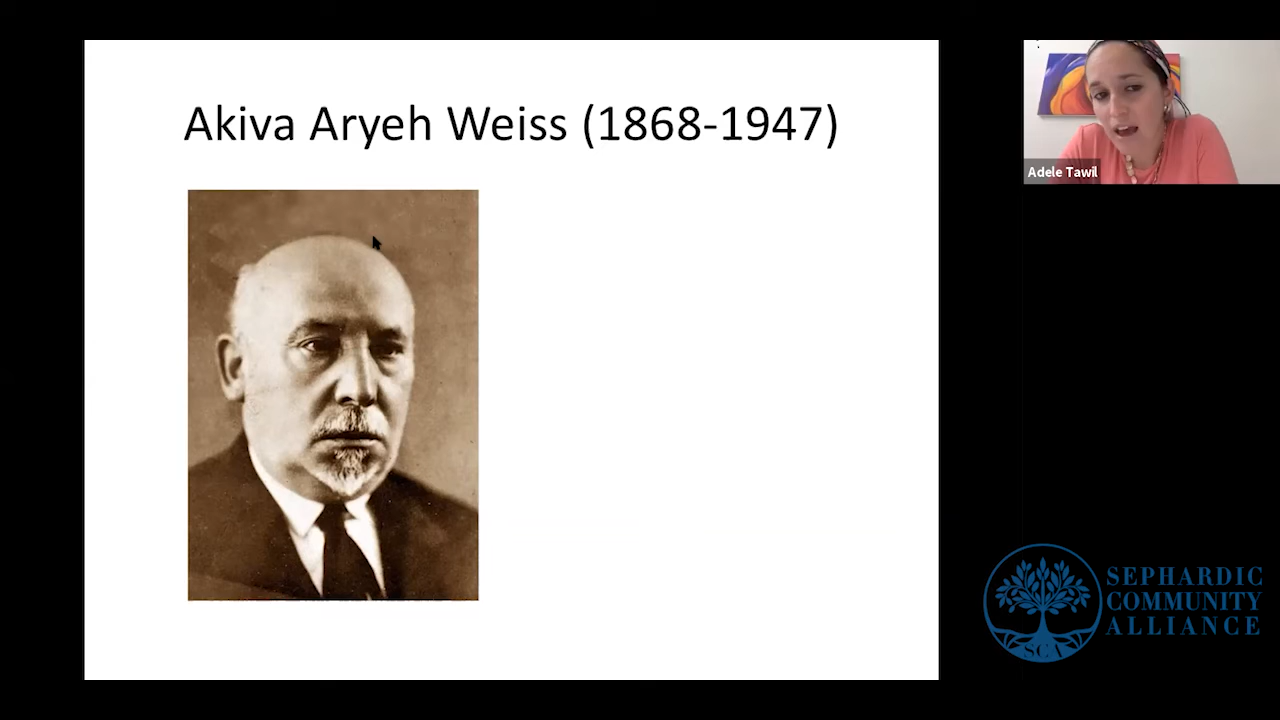 Akiva Aryeh Weiss (1868-1947)
Adele Tawil
SEPHARDIC
COMMUNITY
ALLIANCE
SCA